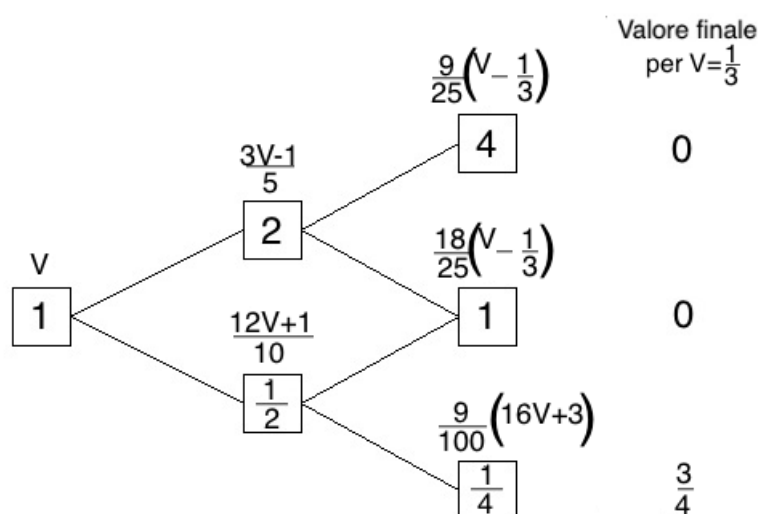 Valore finale
per V=1/3
9/25(V − 1/3)
4
0
3V-1/5
2
18/25(V − 1/3)
V
1
1
0
12V+1/10
1/2
9/100(16V+3)
1/4
3/4